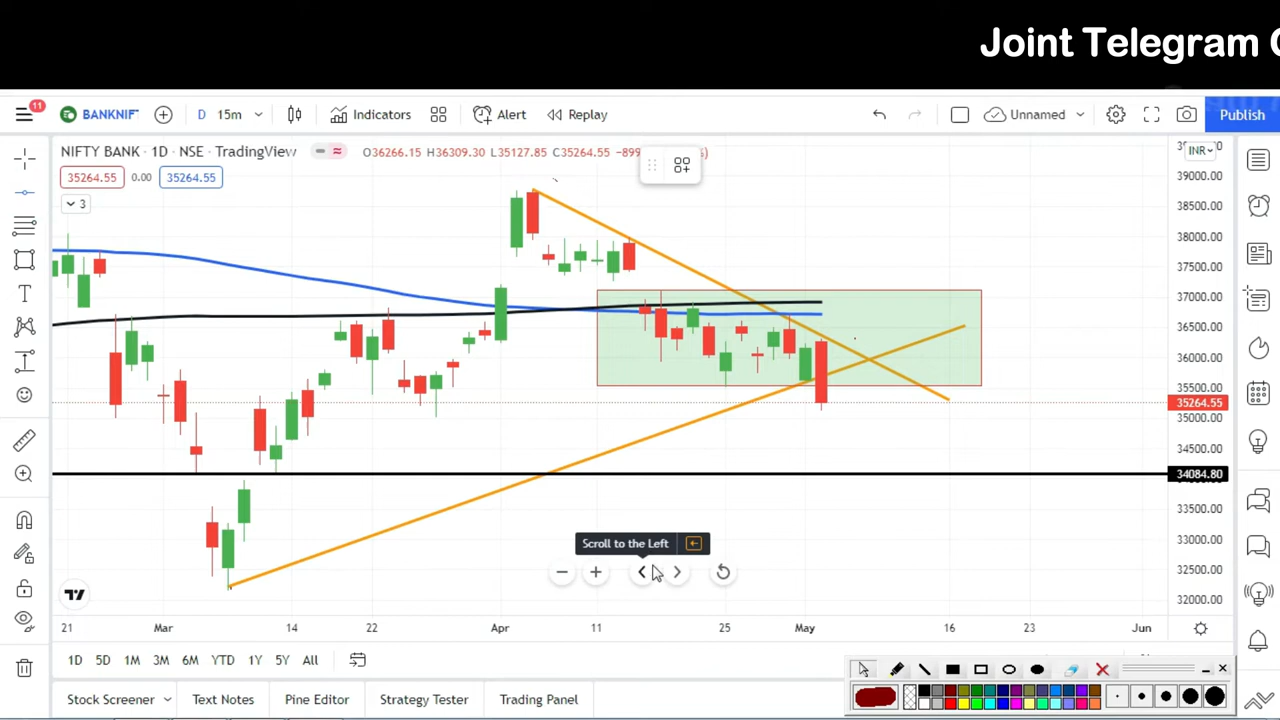 Joint Telegram
11
BANKNIF
D 15m
Indicators
Alert
Replay
Unnamed
Publish
NIFTY BANK · 1D · NSE · TradingView
O36266.15 H36309.30 L35127.85 C35264.55
INR
35264.55 0.00 35264.55
3
39000.00
38500.00
38000.00
37500.00
37000.00
36500.00
36000.00
35500.00
35264.55
35000.00
34500.00
34084.80
33500.00
33000.00
32500.00
32000.00
Scroll to the Left
21 Mar 14 22 Apr 11 25 May 16 23 Jun
1D 5D 1M 3M 6M YTD 1Y 5Y All
Stock Screener
Text Notes
Pine Editor
Strategy Tester
Trading Panel